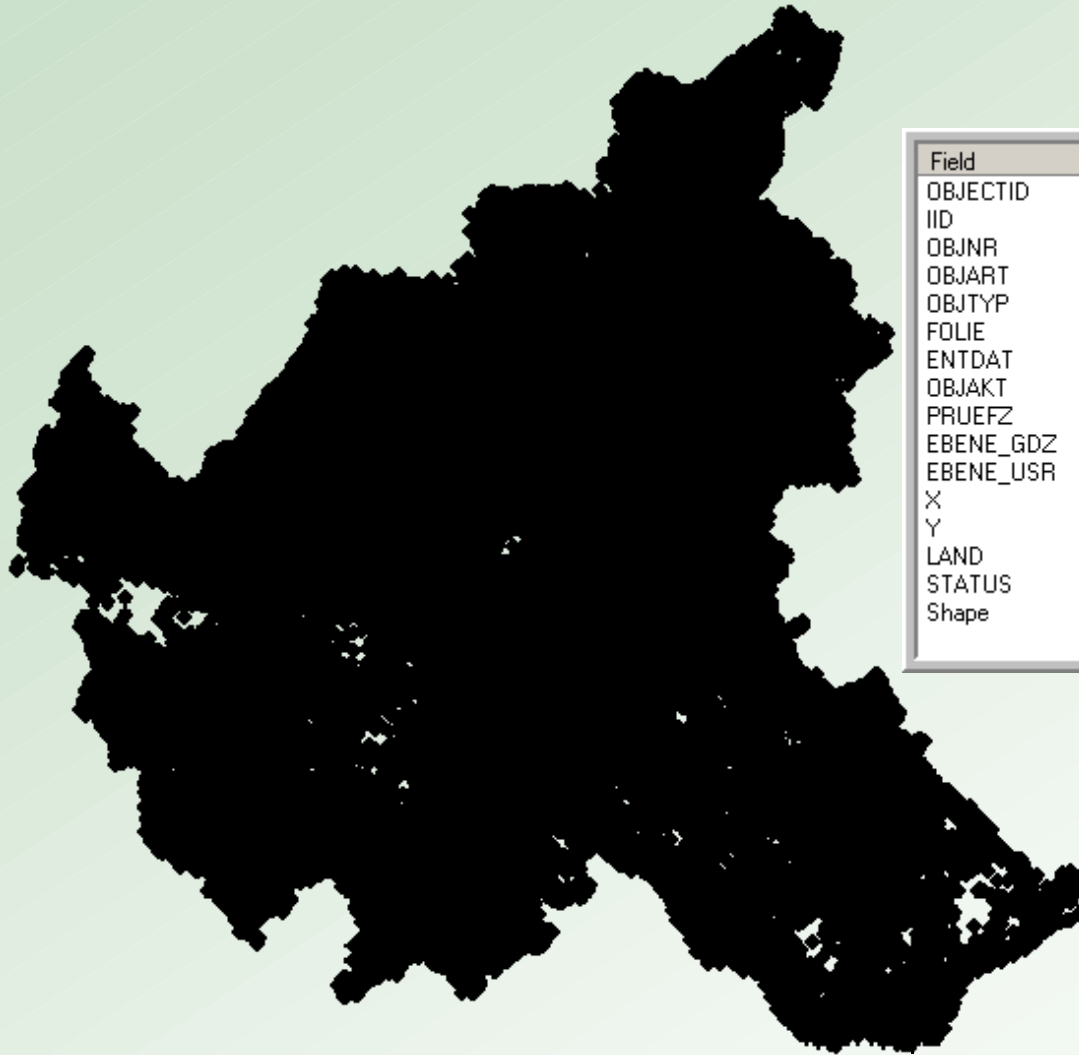 Field
OBJECTID
IID
OBJNR
OBJART
OBJTYP
FOLIE
ENTDAT
OBJAKT
PRUEFZ
EBENE_GDZ
EBENE_USR
X
Y
LAND
STATUS
Shape